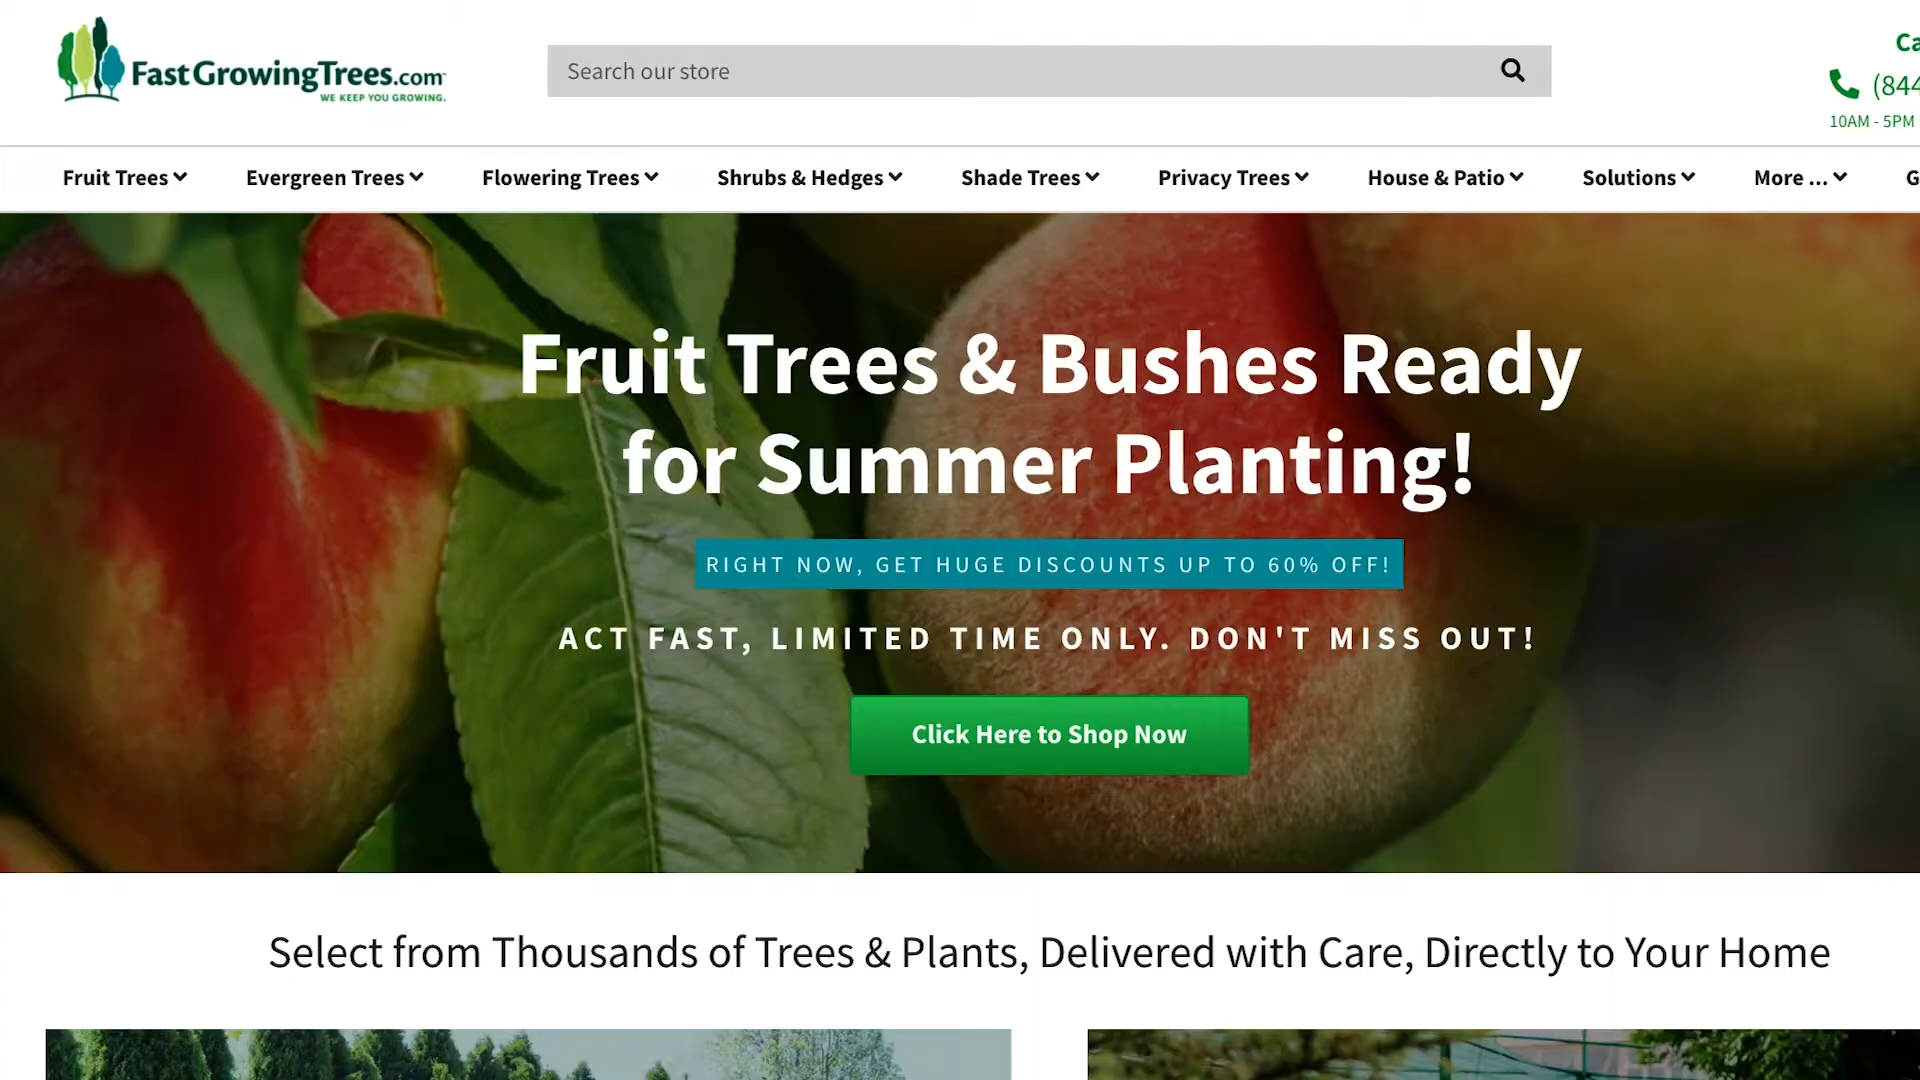 FastGrowingTrees.com
WE KEEP YOU GROWING.
Search our store
(844
10AM - 5PM
Fruit Trees
Evergreen Trees
Flowering Trees
Shrubs & Hedges
Shade Trees
Privacy Trees
House & Patio
Solutions
More ...
Fruit Trees & Bushes Ready
for Summer Planting!
RIGHT NOW, GET HUGE DISCOUNTS UP TO 60% OFF!
ACT FAST, LIMITED TIME ONLY. DON'T MISS OUT!
Click Here to Shop Now
Select from Thousands of Trees & Plants, Delivered with Care, Directly to Your Home